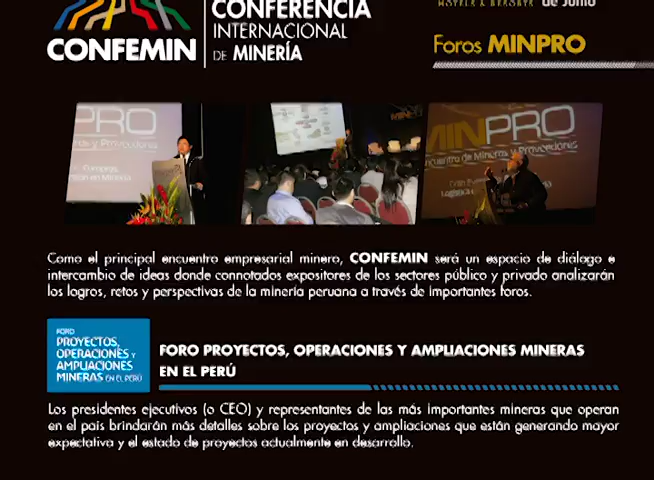 CONFERENCIA
INTERNACIONAL
DE MINERÍA
CONFEMIN
HOTELS & RESORTS de Junio
Foros MINPRO
PRO
MINPRO
Como el principal encuentro empresarial minero, CONFEMIN será un espacio de diálogo e
intercambio de ideas donde connotados expositores de los sectores público y privado analizarán
los logros, retos y perspectivas de la minería peruana a través de importantes foros.
FORO
PROYECTOS,
OPERACIONES Y
AMPLIACIONES
MINERAS EN EL PERÚ
FORO PROYECTOS, OPERACIONES Y AMPLIACIONES MINERAS
EN EL PERÚ
Los presidentes ejecutivos (o CEO) y representantes de las más importantes mineras que operan
en el país brindarán más detalles sobre los proyectos y ampliaciones que están generando mayor
expectativa y el estado de proyectos actualmente en desarrollo.